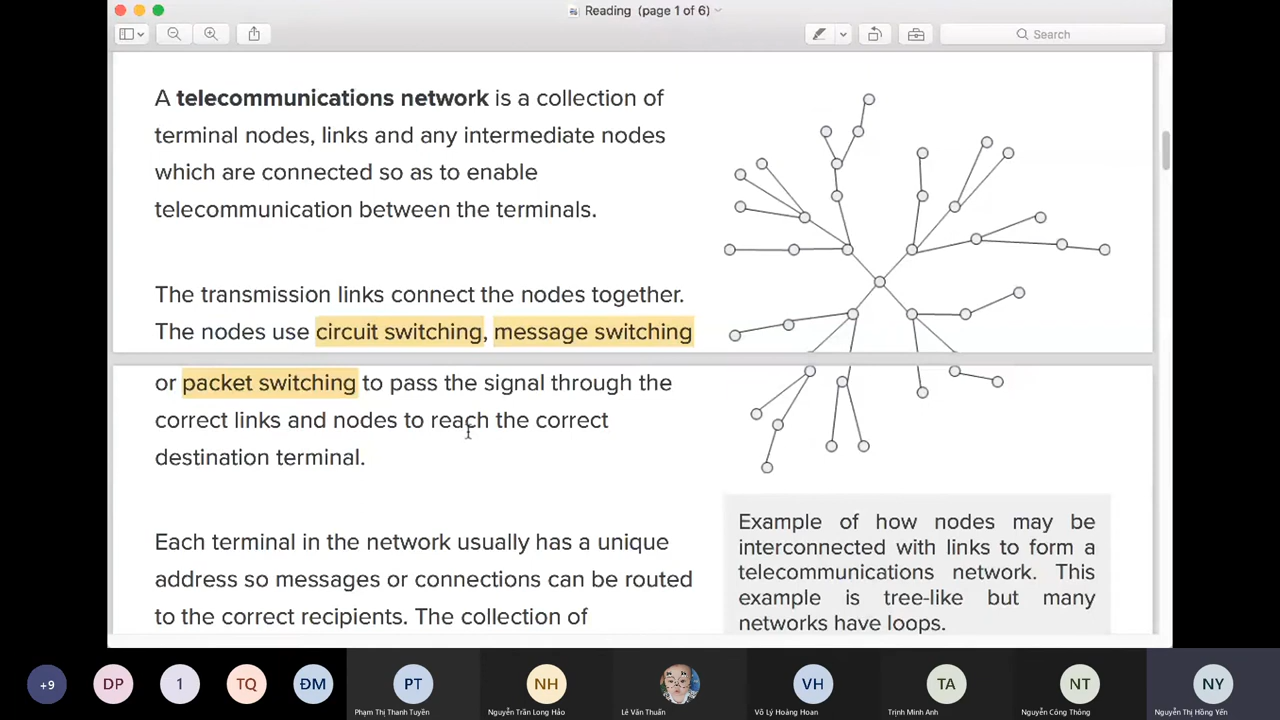 Reading (page 1 of 6)
Search
A telecommunications network is a collection of
terminal nodes, links and any intermediate nodes
which are connected so as to enable
telecommunication between the terminals.
The transmission links connect the nodes together.
The nodes use circuit switching, message switching
or packet switching to pass the signal through the
correct links and nodes to reach the correct
destination terminal.
Each terminal in the network usually has a unique
address so messages or connections can be routed
to the correct recipients. The collection of
Example of how nodes may be
interconnected with links to form a
telecommunications network. This
example is tree-like but many
networks have loops.
+9
DP
1
TQ
ĐM
PT
NH
VH
TA
NT
NY
Phạm Thị Thanh Tuyền
Nguyễn Trần Long Hảo
Lê Văn Thuấn
Võ Lý Hoàng Hoan
Trịnh Minh Anh
Nguyễn Công Thông
Nguyễn Thị Hồng Yến